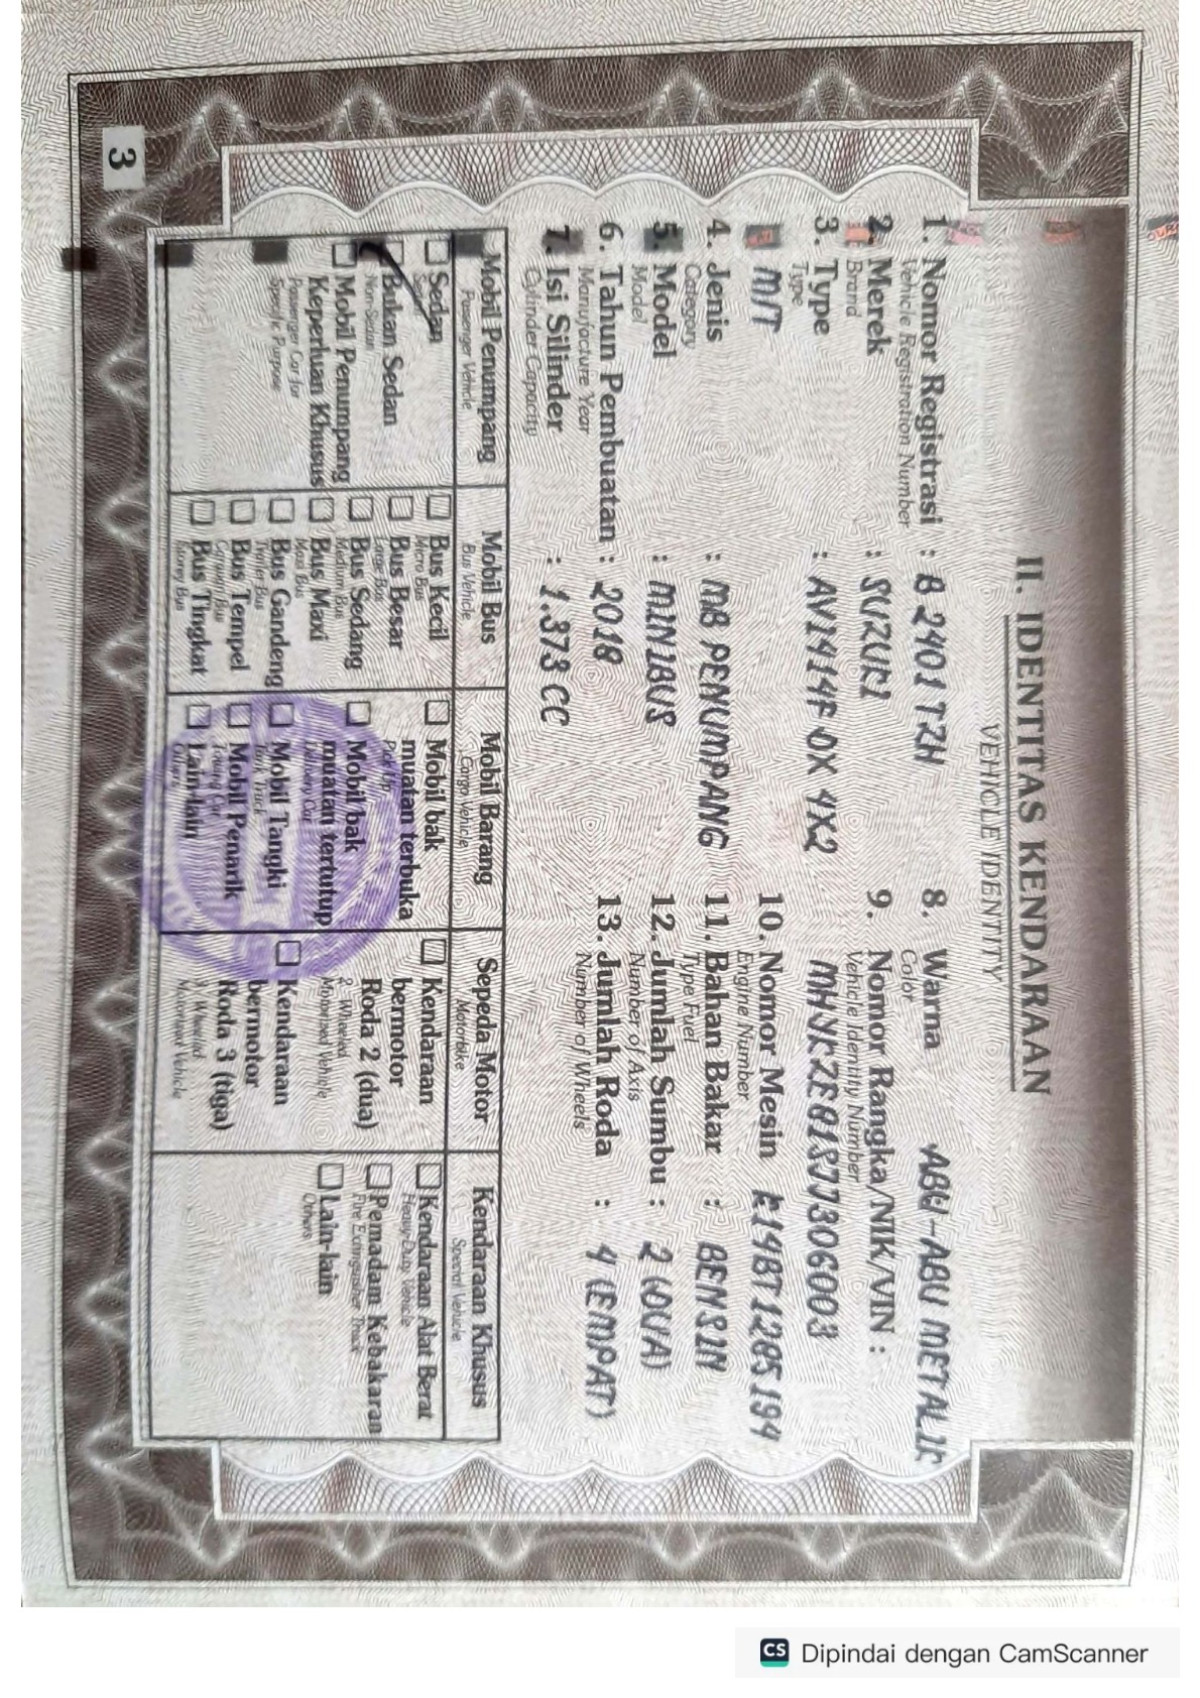 II. IDENTITAS KENDARAAN
VEHICLE IDENTITY
1. Nomor Registrasi : B 2401 TZH
Vehicle Registration Number
2. Merek : SUZUKI
Brand
3. Type : AV1414F DX 4X2
Type
M/T
4. Jenis : MB PENUMPANG
Category
5. Model : MINIBUS
Model
6. Tahun Pembuatan : 2018
Manufacture Year
7. Isi Silinder : 1.373 CC
Cylinder Capacity
8. Warna ABU-ABU METALIK
Color
9. Nomor Rangka/NIK/VIN :
Vehicle Identity Number
MHYKZE81SJJ306003
10. Nomor Mesin K14BT1285194
Engine Number
11. Bahan Bakar : BENSIN
Type Fuel
12. Jumlah Sumbu : 2 (DUA)
Number of Axis
13. Jumlah Roda : 4 (EMPAT)
Number of Wheels
Mobil Penumpang
Passenger Vehicle
Sedan
Bukan Sedan
Non-Sedan
Mobil Penumpang
Keperluan Khusus
Passenger Car for
Specific Purpose
Mobil Bus
Bus Vehicle
Bus Kecil
Micro Bus
Bus Besar
Large Bus
Bus Sedang
Medium Bus
Bus Maxi
Maxi Bus
Bus Gandeng
Trailer Bus
Bus Tempel
Bus Tingkat
Storey Bus
Mobil Barang
Cargo Vehicle
Mobil bak
muatan terbuka
Pick Up
Mobil bak
muatan tertutup
Delivery Car
Mobil Tangki
Tank Truck
Mobil Penarik
Towing Car
Lain-lain
Others
Sepeda Motor
Motorbike
Kendaraan
bermotor
Roda 2 (dua)
2 - Wheeled
Motorized Vehicle
Kendaraan
bermotor
Roda 3 (tiga)
3 - Wheeled
Motorized Vehicle
Kendaraan Khusus
Special Vehicle
Kendaraan Alat Berat
Heavy-Duty Vehicle
Pemadam Kebakaran
Fire Extinguisher Truck
Lain-lain
Others
3
CS Dipindai dengan CamScanner